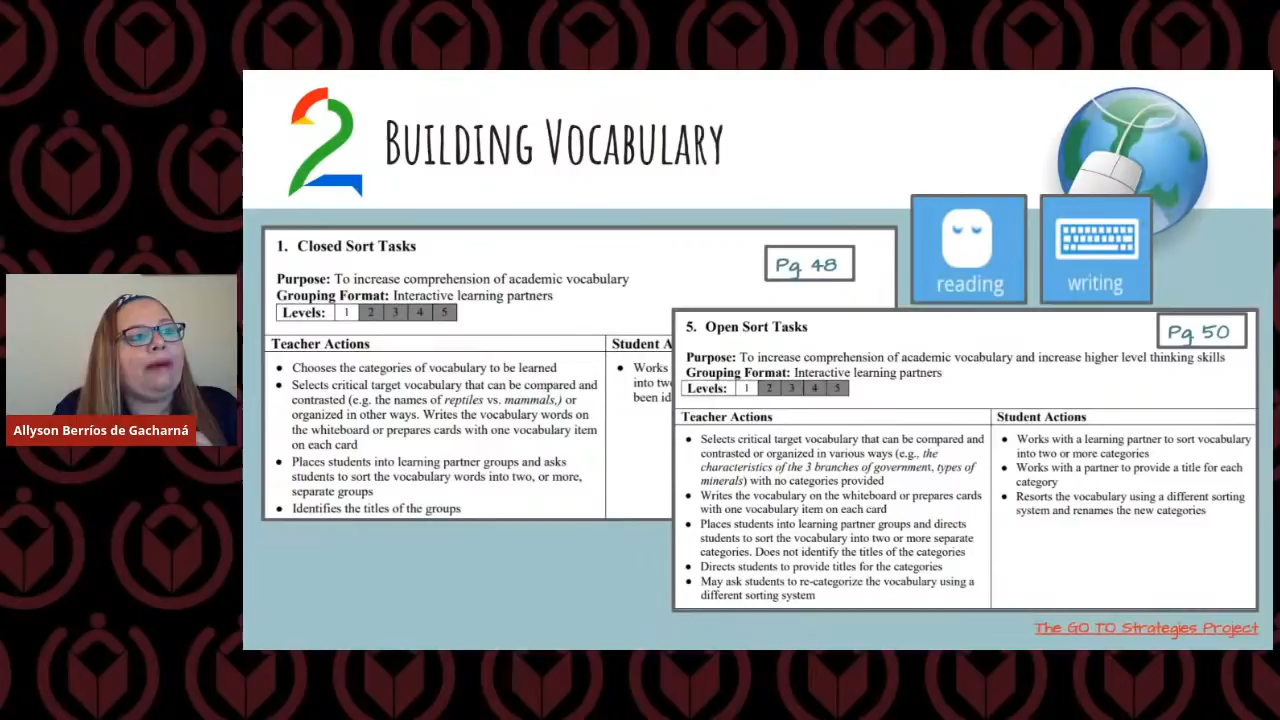 2
BUILDING VOCABULARY
reading
writing
1. Closed Sort Tasks
Pg 48
Purpose: To increase comprehension of academic vocabulary
Grouping Format: Interactive learning partners
Levels: 1 2 3 4 5
Teacher Actions
Student A
• Chooses the categories of vocabulary to be learned
• Selects critical target vocabulary that can be compared and
contrasted (e.g. the names of reptiles vs. mammals,) or
organized in other ways. Writes the vocabulary words on
the whiteboard or prepares cards with one vocabulary item
on each card
• Places students into learning partner groups and asks
students to sort the vocabulary words into two, or more,
separate groups
• Identifies the titles of the groups
• Works
into two
been id
5. Open Sort Tasks
Pg 50
Purpose: To increase comprehension of academic vocabulary and increase higher level thinking skills
Grouping Format: Interactive learning partners
Levels: 1 2 3 4 5
Teacher Actions
Student Actions
• Selects critical target vocabulary that can be compared and
contrasted or organized in various ways (e.g., the
characteristics of the 3 branches of government, types of
minerals) with no categories provided
• Writes the vocabulary on the whiteboard or prepares cards
with one vocabulary item on each card
• Places students into learning partner groups and directs
students to sort the vocabulary into two or more separate
categories. Does not identify the titles of the categories
• Directs students to provide titles for the categories
• May ask students to re-categorize the vocabulary using a
different sorting system
• Works with a learning partner to sort vocabulary
into two or more categories
• Works with a partner to provide a title for each
category
• Resorts the vocabulary using a different sorting
system and renames the new categories
The GO TO Strategies Project
Allyson Berríos de Gacharná